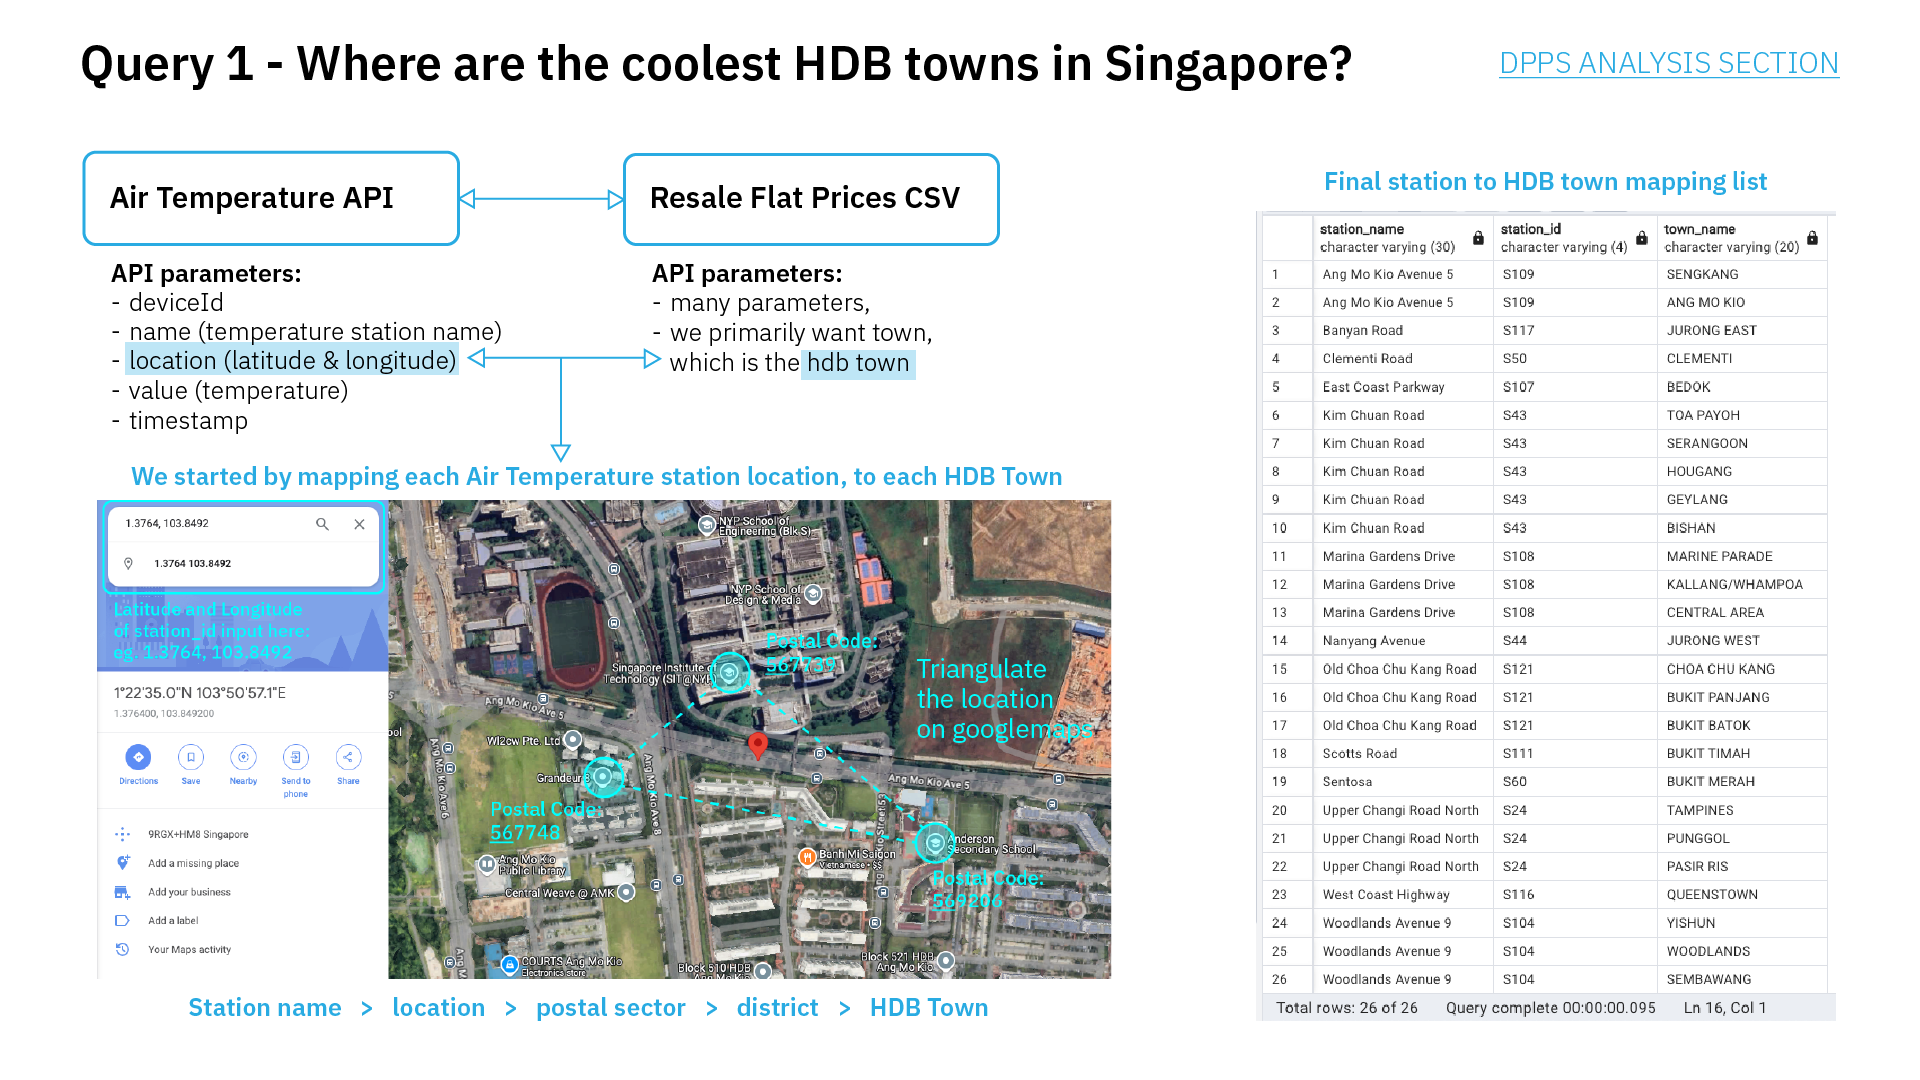 Query 1 - Where are the coolest HDB towns in Singapore?
DPPS ANALYSIS SECTION
Air Temperature API
Resale Flat Prices CSV
API parameters:
- deviceId
- name (temperature station name)
- location (latitude & longitude)
- value (temperature)
- timestamp
API parameters:
- many parameters,
- we primarily want town,
which is the hdb town
We started by mapping each Air Temperature station location, to each HDB Town
1.3764, 103.8492
1.3764 103.8492
Latitude and Longitude
of station_id input here:
eg. 1.3764, 103.8492
1°22'35.0"N 103°50'57.1"E
1.376400, 103.849200
Directions
Save
Nearby
Send to
phone
Share
9RGX+HM8 Singapore
Add a missing place
Add your business
Add a label
Your Maps activity
NYP School of
Engineering (Blk S)
NYP School of
Design & Media
Postal Code:
567739
Singapore Institute of
Technology (SIT@NYP)
Triangulate
the location
on googlemaps
Ang Mo Kio Ave 5
ool
Wl2cw Pte. Ltd
Ang Mo Kio Ave 6
Ang Mo Kio Ave 8
Grandeur 8
Ang Mo Kio Ave 5
Postal Code:
567748
Ang Mo Kio Street 53
Anderson
Secondary School
Banh Mi Saigon
Vietnamese • $$
Ang Mo Kio
Public Library
Central Weave @ AMK
Postal Code:
569206
Ang Mo
COURTS Ang Mo Kio
Electronics store
Block 510 HDB
Ang Mo Kio
Block 521 HDB
Ang Mo Kio
Station name > location > postal sector > district > HDB Town
Final station to HDB town mapping list
station_name station_id town_name
character varying (30) character varying (4) character varying (20)
1 Ang Mo Kio Avenue 5 S109 SENGKANG
2 Ang Mo Kio Avenue 5 S109 ANG MO KIO
3 Banyan Road S117 JURONG EAST
4 Clementi Road S50 CLEMENTI
5 East Coast Parkway S107 BEDOK
6 Kim Chuan Road S43 TOA PAYOH
7 Kim Chuan Road S43 SERANGOON
8 Kim Chuan Road S43 HOUGANG
9 Kim Chuan Road S43 GEYLANG
10 Kim Chuan Road S43 BISHAN
11 Marina Gardens Drive S108 MARINE PARADE
12 Marina Gardens Drive S108 KALLANG/WHAMPOA
13 Marina Gardens Drive S108 CENTRAL AREA
14 Nanyang Avenue S44 JURONG WEST
15 Old Choa Chu Kang Road S121 CHOA CHU KANG
16 Old Choa Chu Kang Road S121 BUKIT PANJANG
17 Old Choa Chu Kang Road S121 BUKIT BATOK
18 Scotts Road S111 BUKIT TIMAH
19 Sentosa S60 BUKIT MERAH
20 Upper Changi Road North S24 TAMPINES
21 Upper Changi Road North S24 PUNGGOL
22 Upper Changi Road North S24 PASIR RIS
23 West Coast Highway S116 QUEENSTOWN
24 Woodlands Avenue 9 S104 YISHUN
25 Woodlands Avenue 9 S104 WOODLANDS
26 Woodlands Avenue 9 S104 SEMBAWANG
Total rows: 26 of 26 Query complete 00:00:00.095 Ln 16, Col 1